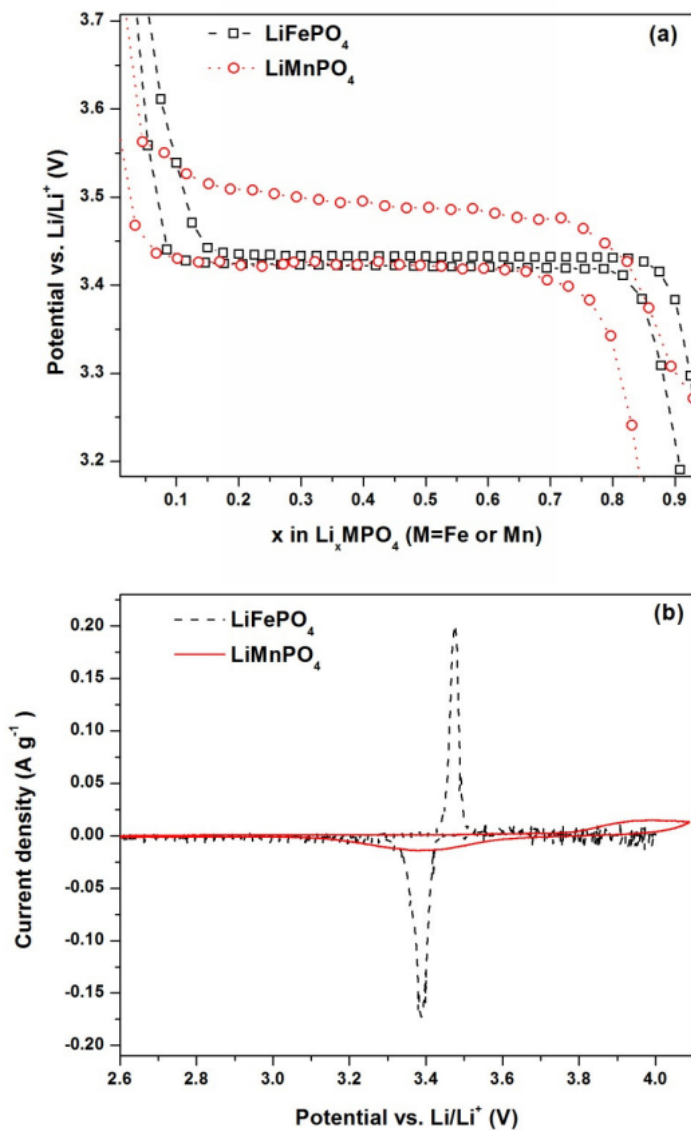 (a)
LiFePO₄
LiMnPO₄
Potential vs. Li/Li⁺ (V)
3.7
3.6
3.5
3.4
3.3
3.2
0.1 0.2 0.3 0.4 0.5 0.6 0.7 0.8 0.9
x in LiₓMPO₄ (M=Fe or Mn)
(b)
LiFePO₄
LiMnPO₄
Current density (A g⁻¹)
0.20
0.15
0.10
0.05
0.00
-0.05
-0.10
-0.15
-0.20
2.6 2.8 3.0 3.2 3.4 3.6 3.8 4.0
Potential vs. Li/Li⁺ (V)